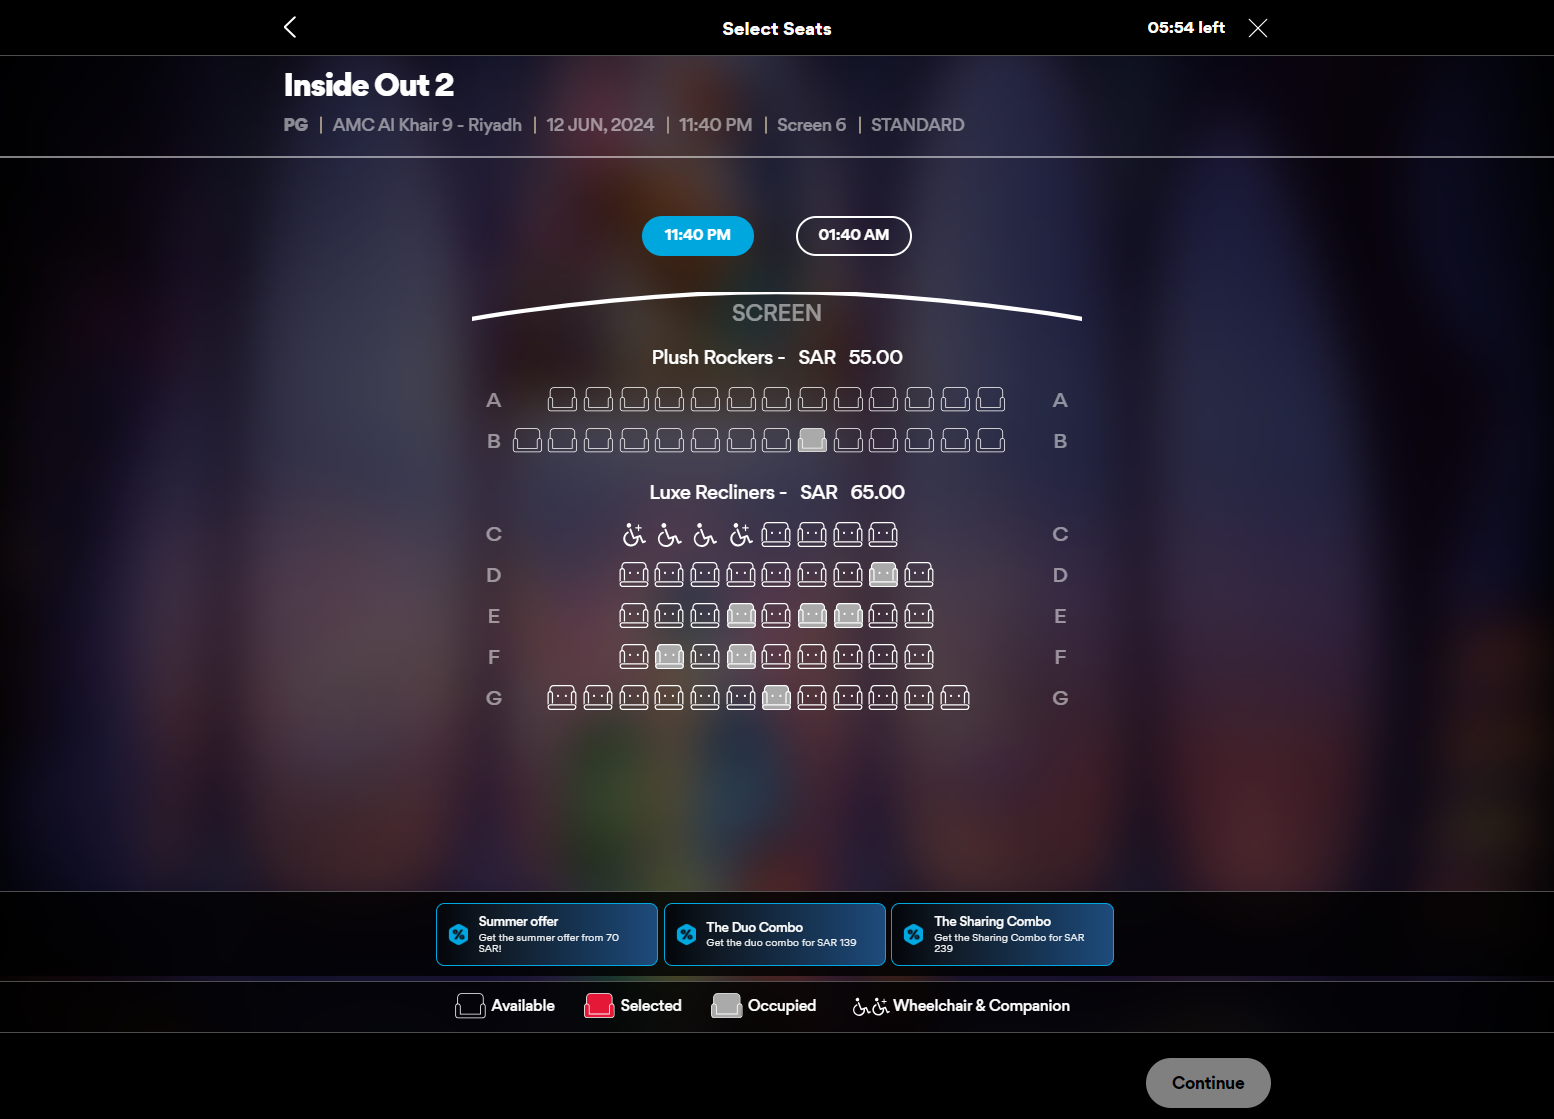 Select Seats
05:54 left
Inside Out 2
PG | AMC Al Khair 9 - Riyadh | 12 JUN, 2024 | 11:40 PM | Screen 6 | STANDARD
11:40 PM
01:40 AM
SCREEN
Plush Rockers - SAR 55.00
A A
B B
Luxe Recliners - SAR 65.00
C C
D D
E E
F F
G G
Summer offer
Get the summer offer from 70
SAR!
The Duo Combo
Get the duo combo for SAR 139
The Sharing Combo
Get the Sharing Combo for SAR
239
Available
Selected
Occupied
Wheelchair & Companion
Continue